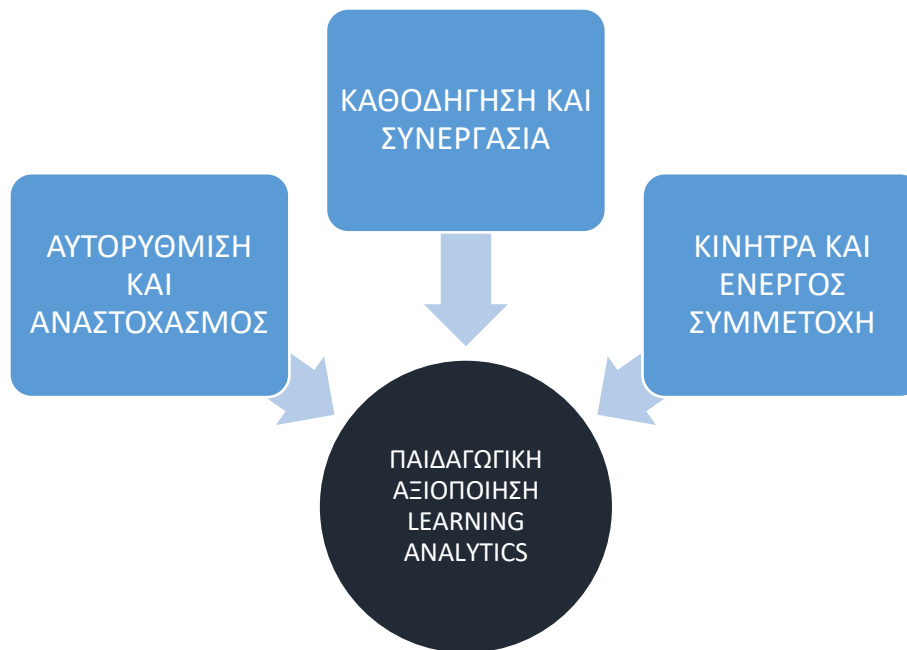 ΚΑΘΟΔΗΓΗΣΗ ΚΑΙ
ΣΥΝΕΡΓΑΣΙΑ
ΑΥΤΟΡΥΘΜΙΣΗ
ΚΑΙ
ΑΝΑΣΤΟΧΑΣΜΟΣ
ΚΙΝΗΤΡΑ ΚΑΙ
ΕΝΕΡΓΟΣ
ΣΥΜΜΕΤΟΧΗ
ΠΑΙΔΑΓΩΓΙΚΗ
ΑΞΙΟΠΟΙΗΣΗ
LEARNING
ANALYTICS